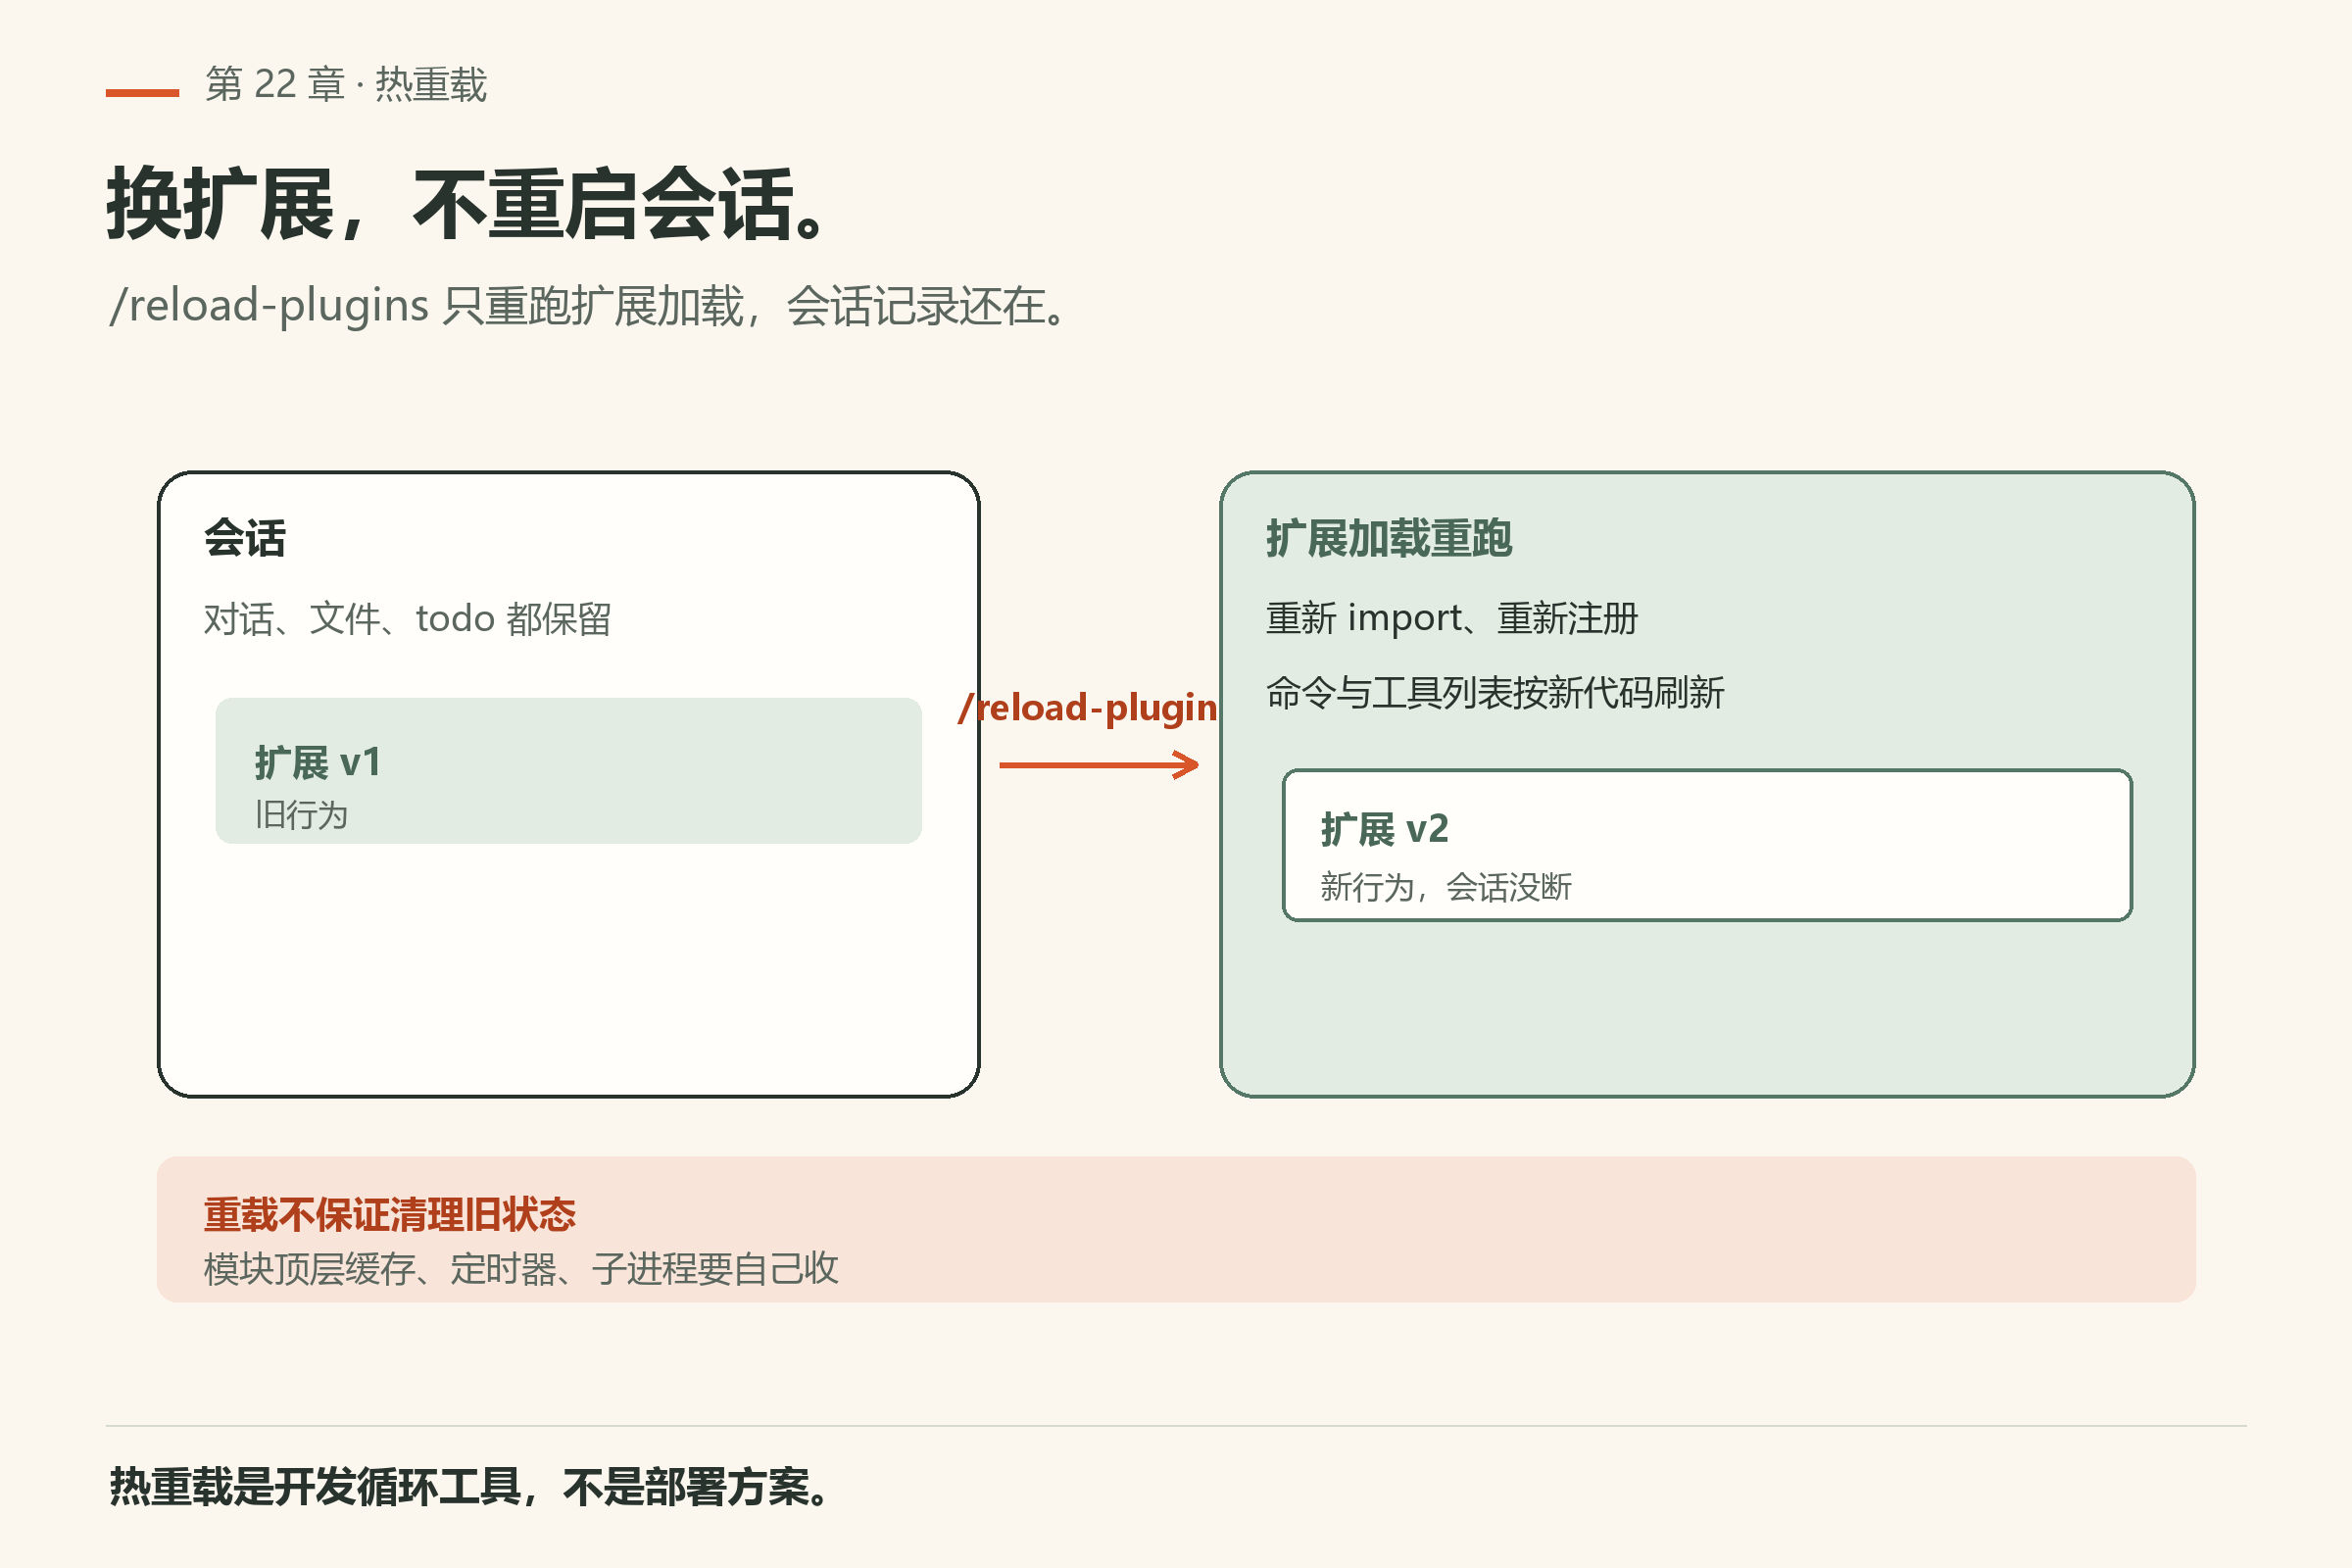 第 22 章 · 热重载
换扩展，不重启会话。
/reload-plugins 只重跑扩展加载，会话记录还在。
会话
对话、文件、todo 都保留
扩展 v1
旧行为
/reload-plugin
扩展加载重跑
重新 import、重新注册
命令与工具列表按新代码刷新
扩展 v2
新行为，会话没断
重载不保证清理旧状态
模块顶层缓存、定时器、子进程要自己收
热重载是开发循环工具，不是部署方案。